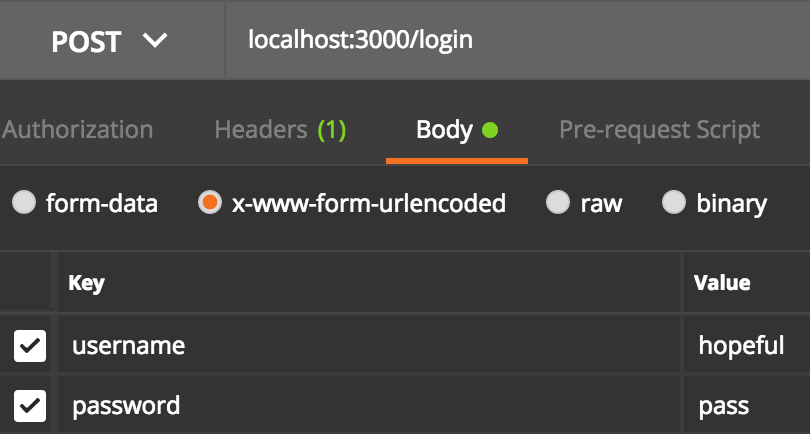 POST localhost:3000/login
Authorization Headers (1) Body Pre-request Script
form-data x-www-form-urlencoded raw binary
Key Value
username hopeful
password pass